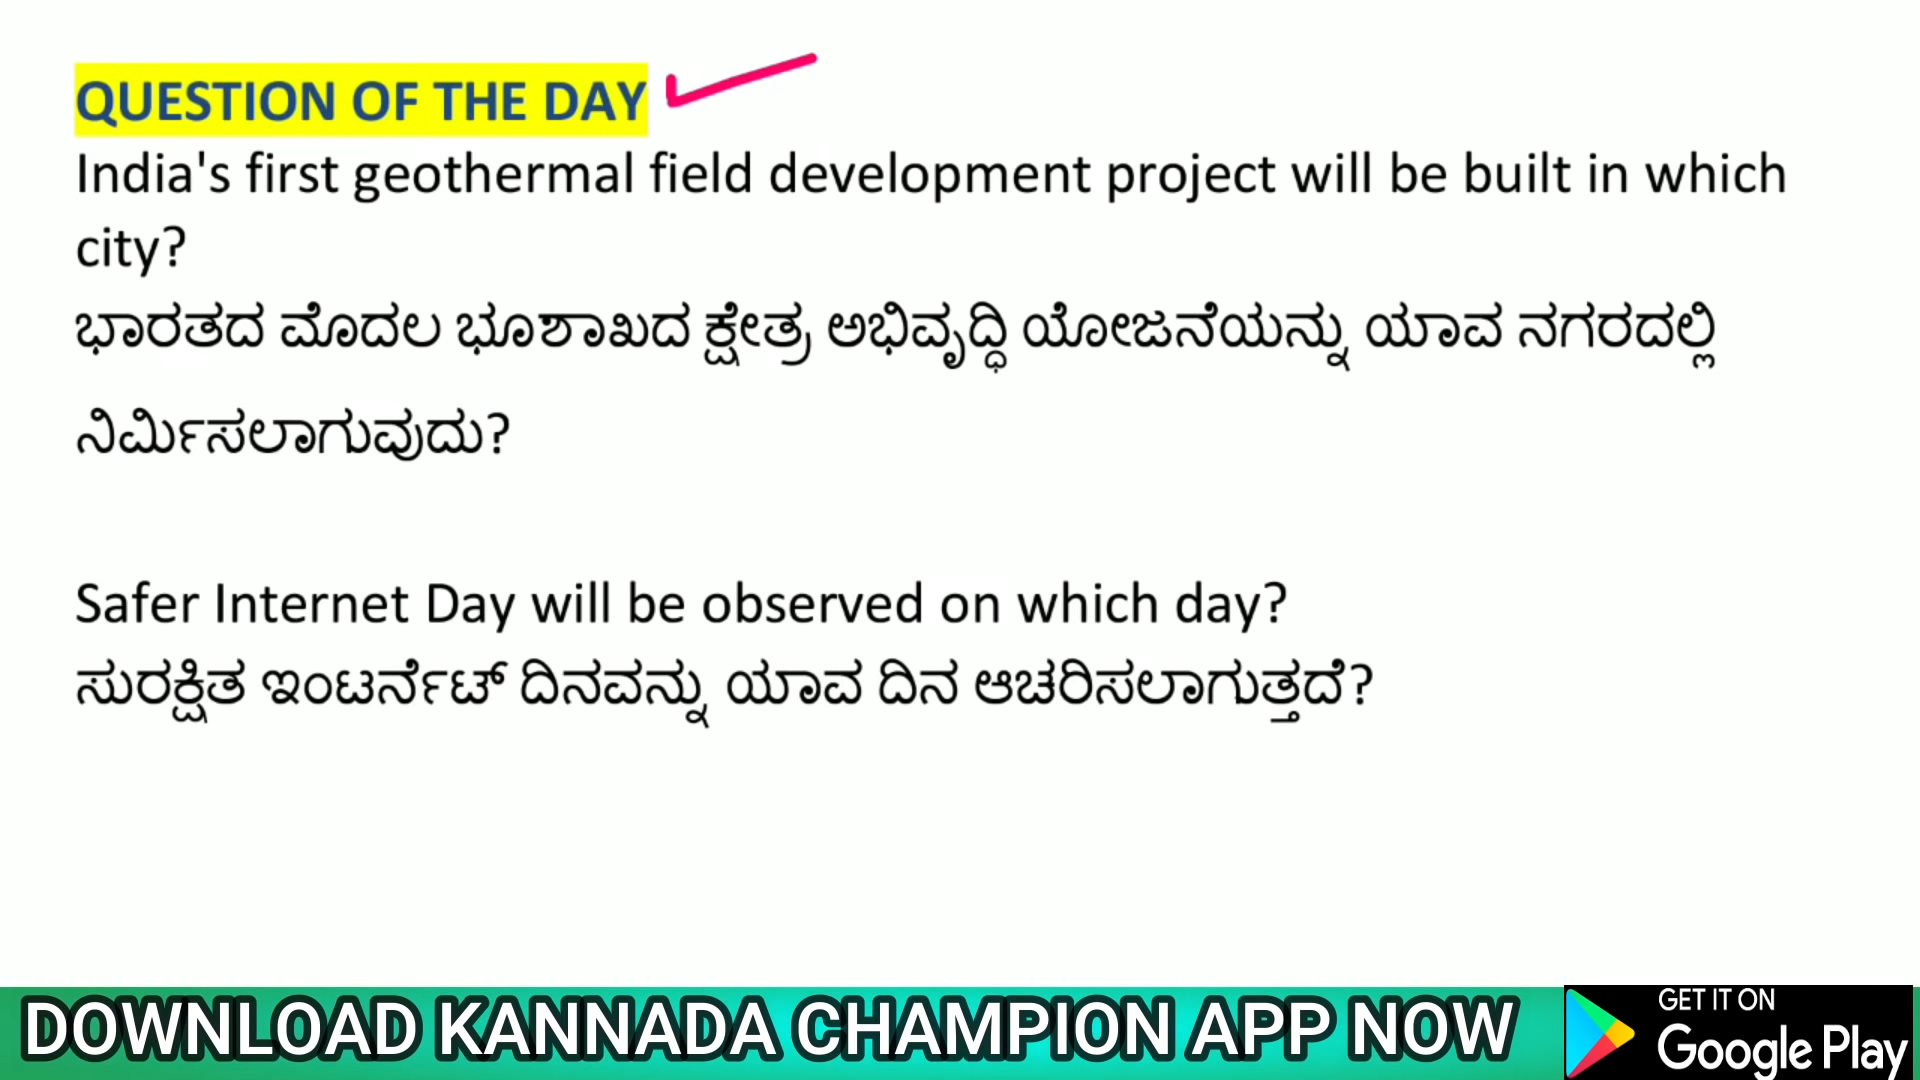 QUESTION OF THE DAY
India's first geothermal field development project will be built in which
city?
ಭಾರತದ ಮೊದಲ ಭೂಶಾಖದ ಕ್ಷೇತ್ರ ಅಭಿವೃದ್ಧಿ ಯೋಜನೆಯನ್ನು ಯಾವ ನಗರದಲ್ಲಿ
ನಿರ್ಮಿಸಲಾಗುವುದು?
Safer Internet Day will be observed on which day?
ಸುರಕ್ಷಿತ ಇಂಟರ್ನೆಟ್ ದಿನವನ್ನು ಯಾವ ದಿನ ಆಚರಿಸಲಾಗುತ್ತದೆ?
DOWNLOAD KANNADA CHAMPION APP NOW
GET IT ON
Google Play